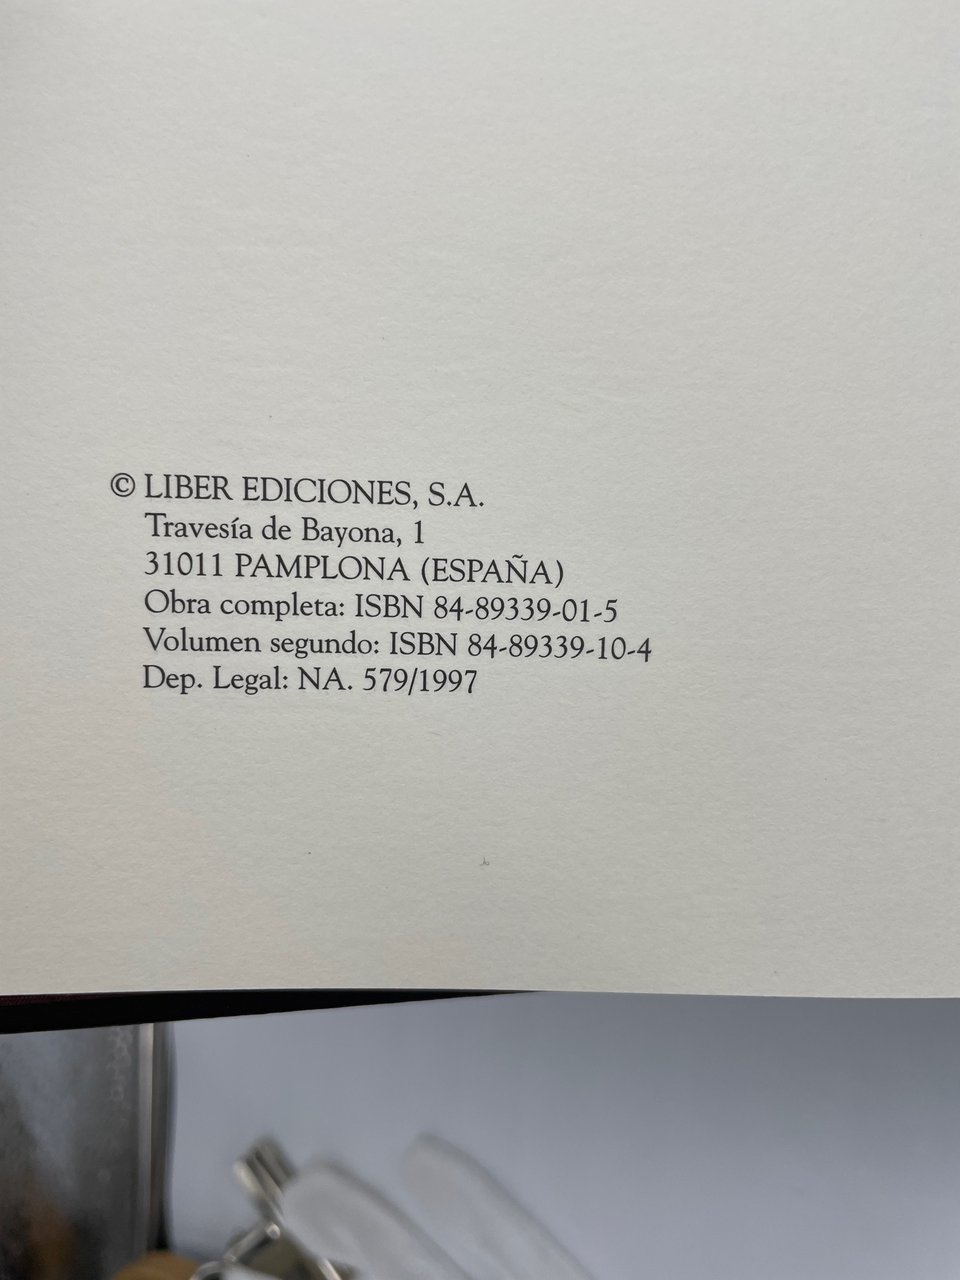 © LIBER EDICIONES, S.A.
Travesía de Bayona, 1
31011 PAMPLONA (ESPAÑA)
Obra completa: ISBN 84-89339-01-5
Volumen segundo: ISBN 84-89339-10-4
Dep. Legal: NA. 579/1997